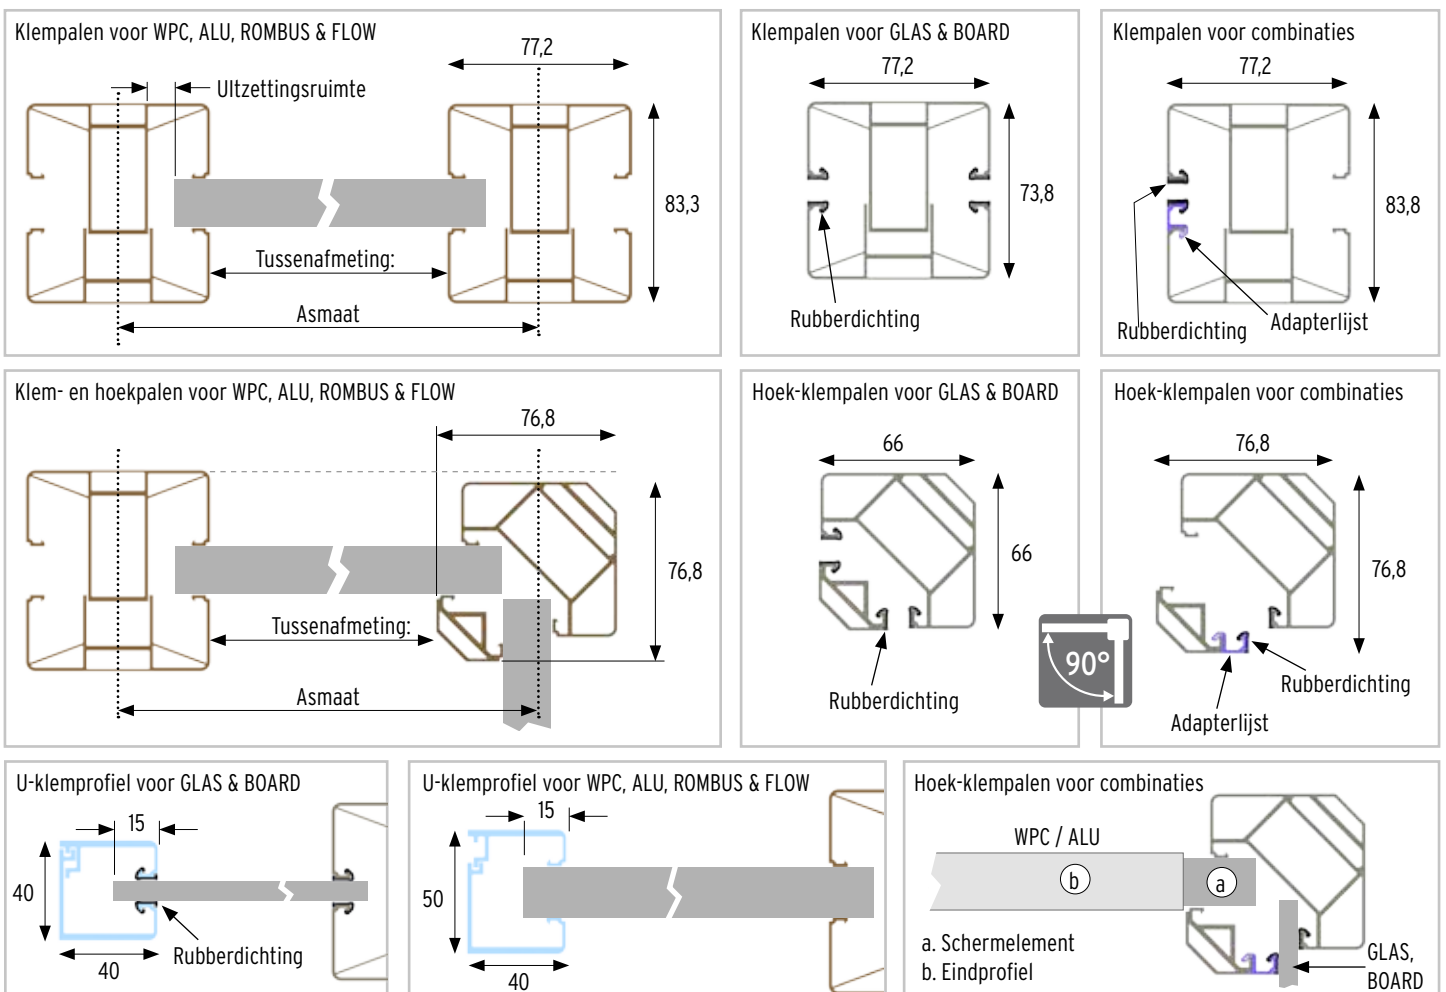 Klempalen voor WPC, ALU, ROMBUS & FLOW
77,2
UItzettingsruimte
83,3
Tussenafmeting:
Asmaat
Klempalen voor GLAS & BOARD
77,2
73,8
Rubberdichting
Klempalen voor combinaties
77,2
83,8
Rubberdichting
Adapterlijst
Klem- en hoekpalen voor WPC, ALU, ROMBUS & FLOW
76,8
76,8
Tussenafmeting:
Asmaat
Hoek-klempalen voor GLAS & BOARD
66
66
Rubberdichting
90°
Hoek-klempalen voor combinaties
76,8
76,8
Rubberdichting
Adapterlijst
U-klemprofiel voor GLAS & BOARD
15
40
Rubberdichting
40
U-klemprofiel voor WPC, ALU, ROMBUS & FLOW
15
50
40
Hoek-klempalen voor combinaties
WPC / ALU
b
a
a. Schermelement
b. Eindprofiel
GLAS,
BOARD